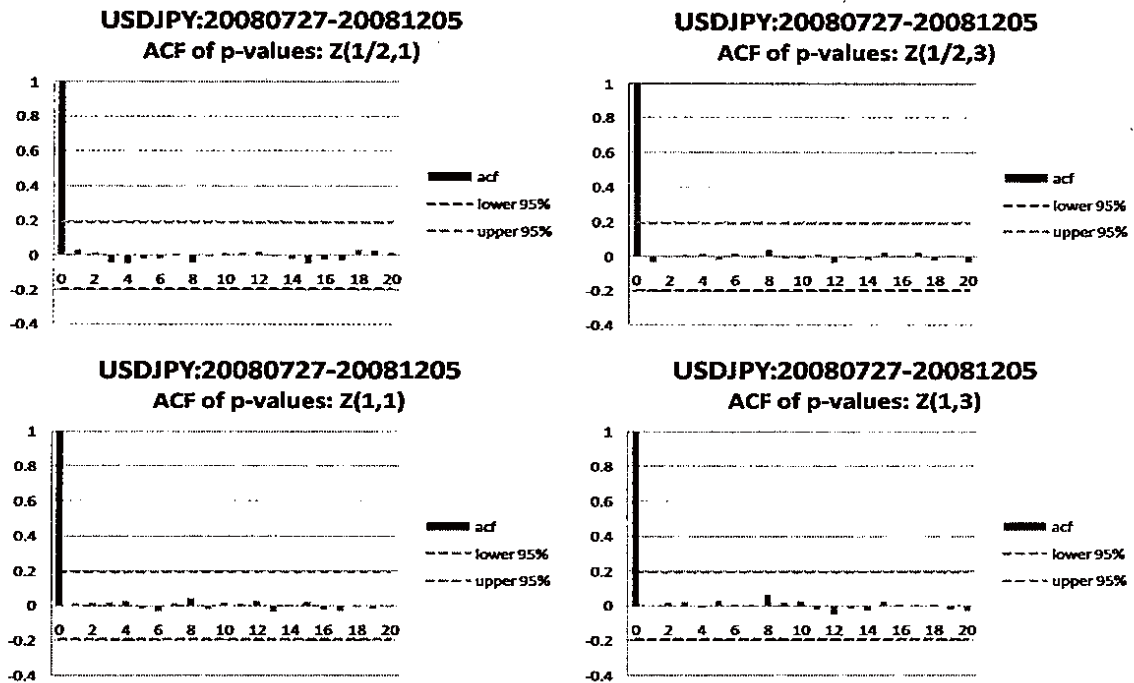 USDJPY:20080727-20081205
ACF of p-values: Z(1/2,1)
1
0.8
0.6
0.4
0.2
0
-0.2
-0.4
0 2 4 6 8 10 12 14 16 18 20
acf
lower 95%
upper 95%
USDJPY:20080727-20081205
ACF of p-values: Z(1/2,3)
1
0.8
0.6
0.4
0.2
0
-0.2
-0.4
0 2 4 6 8 10 12 14 16 18 20
acf
lower 95%
upper 95%
USDJPY:20080727-20081205
ACF of p-values: Z(1,1)
1
0.8
0.6
0.4
0.2
0
-0.2
-0.4
0 2 4 6 8 10 12 14 16 18 20
acf
lower 95%
upper 95%
USDJPY:20080727-20081205
ACF of p-values: Z(1,3)
1
0.8
0.6
0.4
0.2
0
-0.2
-0.4
0 2 4 6 8 10 12 14 16 18 20
acf
lower 95%
upper 95%